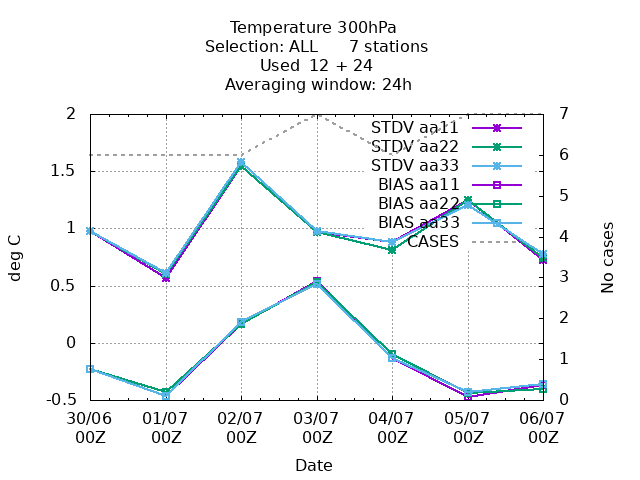 Temperature 300hPa
Selection: ALL 7 stations
Used 12 + 24
Averaging window: 24h
2
1.5
1
0.5
0
-0.5
7
6
5
4
3
2
1
0
deg C
No cases
STDV aa11
STDV aa22
STDV aa33
BIAS aa11
BIAS aa22
BIAS aa33
CASES
30/06 01/07 02/07 03/07 04/07 05/07 06/07
00Z 00Z 00Z 00Z 00Z 00Z 00Z
Date